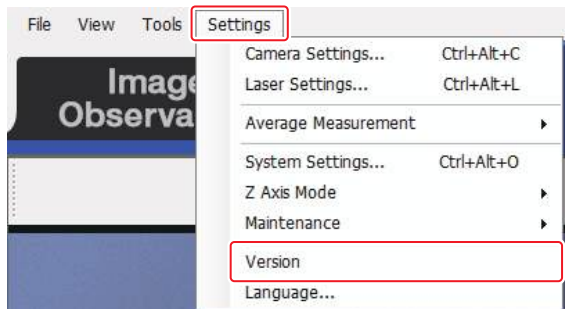 File View Tools Settings
Camera Settings... Ctrl+Alt+C
Laser Settings... Ctrl+Alt+L
Average Measurement
System Settings... Ctrl+Alt+O
Z Axis Mode
Maintenance
Version
Language...
Image
Observa